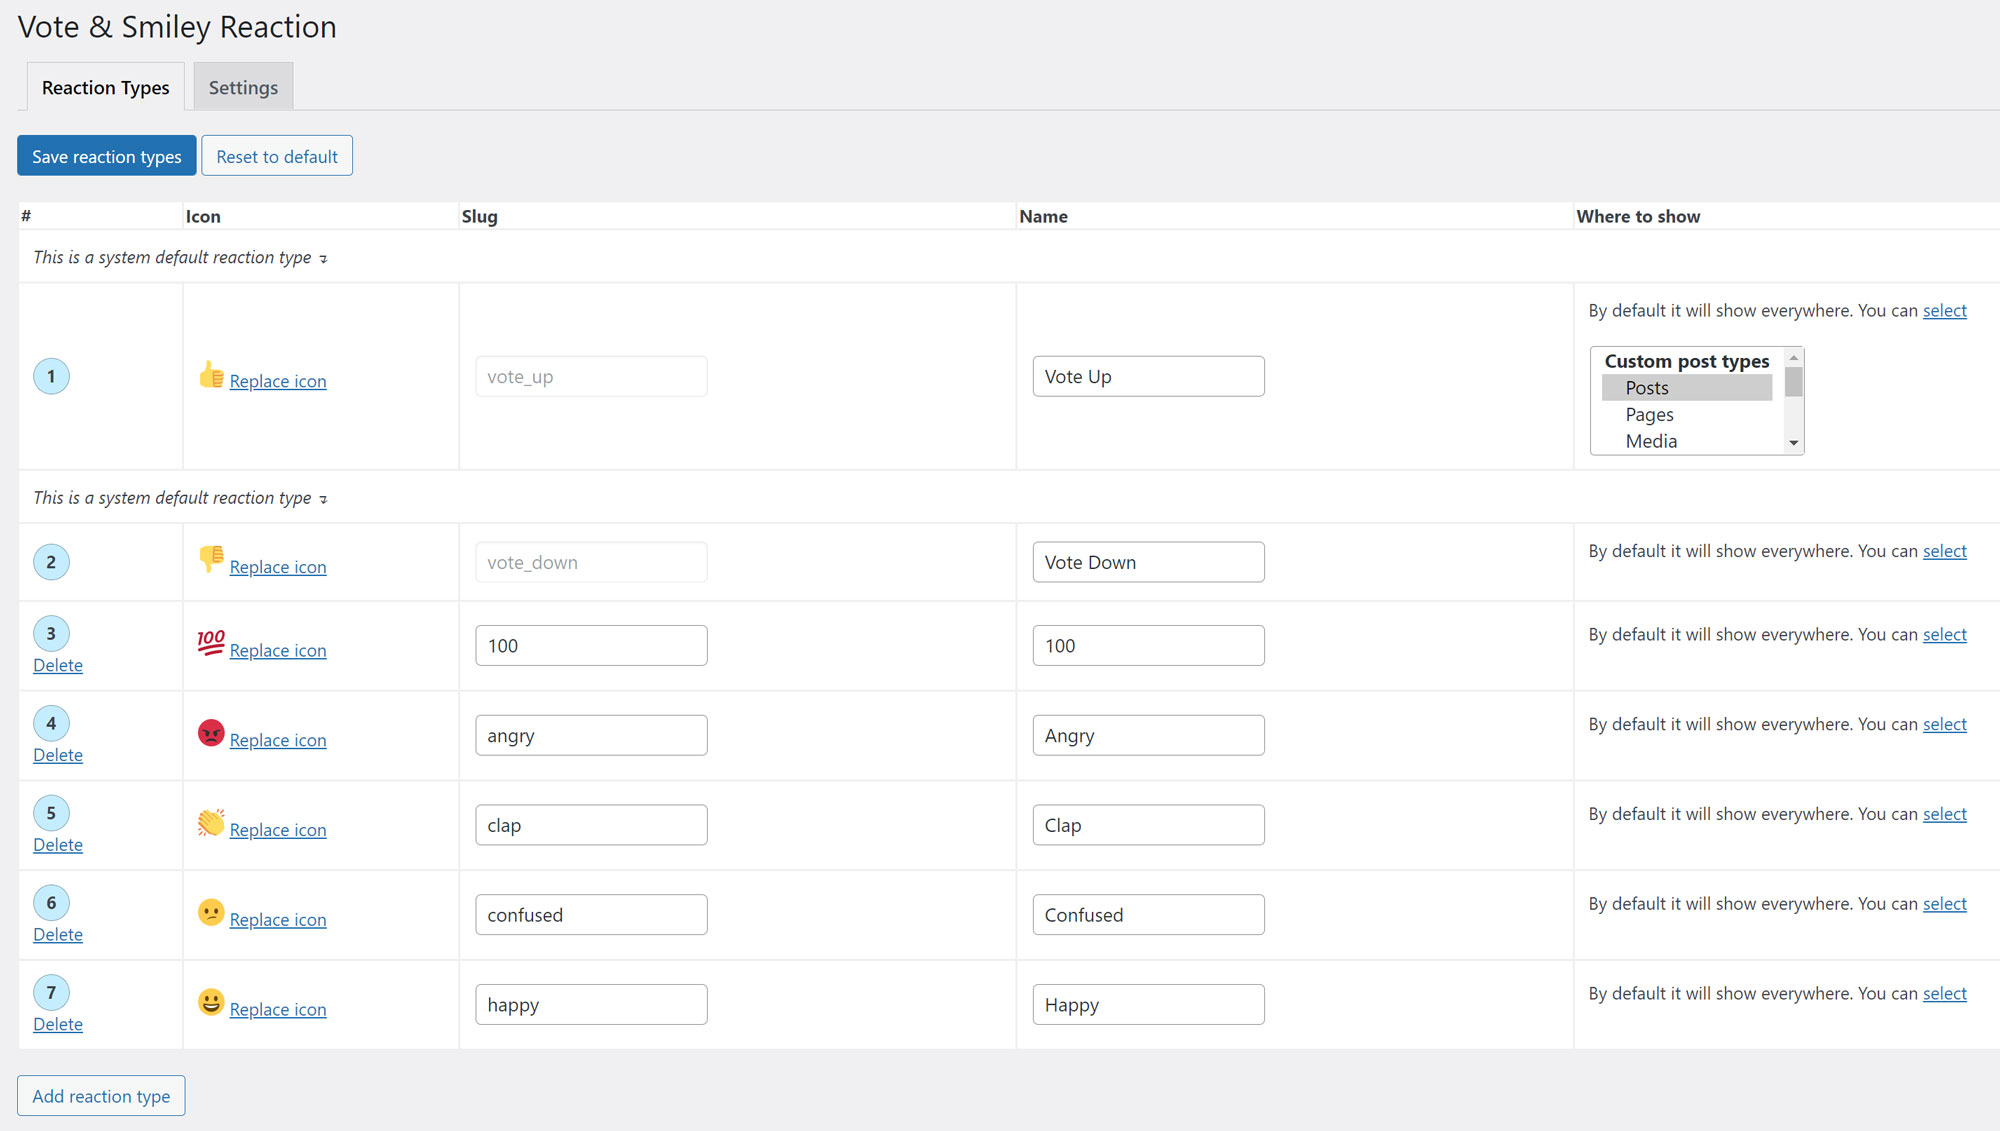 Vote & Smiley Reaction
Reaction Types Settings
Save reaction types Reset to default
# Icon Slug Name Where to show
This is a system default reaction type ↴
1 Replace icon vote_up Vote Up By default it will show everywhere. You can select
Custom post types
Posts
Pages
Media
This is a system default reaction type ↴
2 Replace icon vote_down Vote Down By default it will show everywhere. You can select
3 100 Replace icon 100 100 By default it will show everywhere. You can select
Delete
4 Replace icon angry Angry By default it will show everywhere. You can select
Delete
5 Replace icon clap Clap By default it will show everywhere. You can select
Delete
6 Replace icon confused Confused By default it will show everywhere. You can select
Delete
7 Replace icon happy Happy By default it will show everywhere. You can select
Delete
Add reaction type